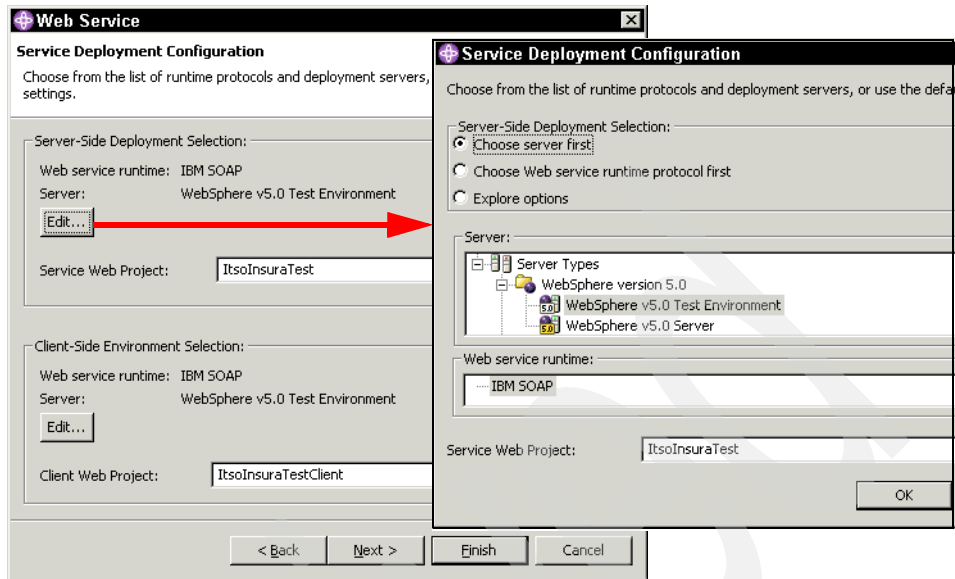 Web Service
Service Deployment Configuration
Choose from the list of runtime protocols and deployment servers,
settings.
Server-Side Deployment Selection:
Web service runtime: IBM SOAP
Server: WebSphere v5.0 Test Environment
Edit...
Service Web Project: ItsoInsuraTest
Client-Side Environment Selection:
Web service runtime: IBM SOAP
Server: WebSphere v5.0 Test Environment
Edit...
Client Web Project: ItsoInsuraTestClient
< Back Next > Finish Cancel
Service Deployment Configuration
Choose from the list of runtime protocols and deployment servers, or use the defa
Server-Side Deployment Selection:
Choose server first
Choose Web service runtime protocol first
Explore options
Server:
Server Types
WebSphere version 5.0
5.0 WebSphere v5.0 Test Environment
5.0 WebSphere v5.0 Server
Web service runtime:
IBM SOAP
Service Web Project: ItsoInsuraTest
OK